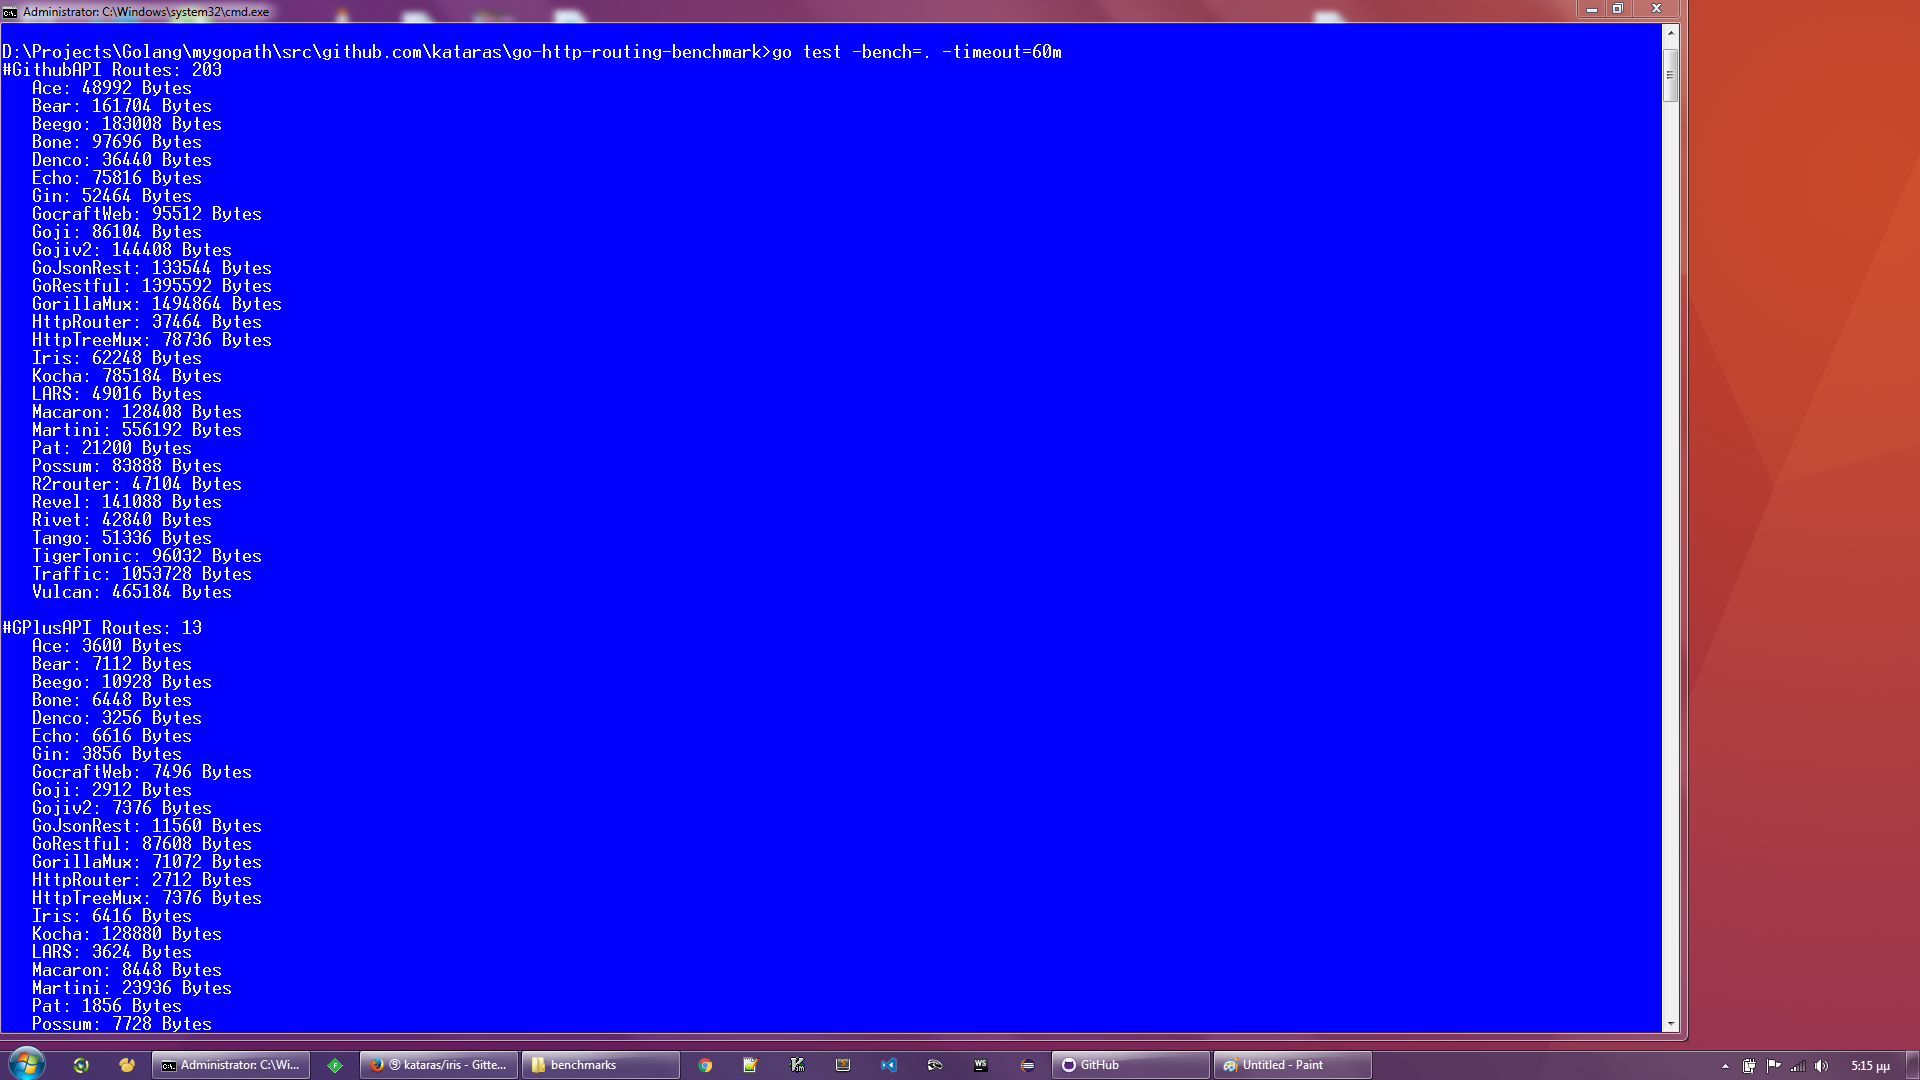 Administrator: C:\Windows\system32\cmd.exe
D:\Projects\Golang\mygopath\src\github.com\kataras\go-http-routing-benchmark>go test -bench=. -timeout=60m
#GithubAPI Routes: 203
Ace: 48992 Bytes
Bear: 161704 Bytes
Beego: 183008 Bytes
Bone: 97696 Bytes
Denco: 36440 Bytes
Echo: 75816 Bytes
Gin: 52464 Bytes
GocraftWeb: 95512 Bytes
Goji: 86104 Bytes
Gojiv2: 144408 Bytes
GoJsonRest: 133544 Bytes
GoRestful: 1395592 Bytes
GorillaMux: 1494864 Bytes
HttpRouter: 37464 Bytes
HttpTreeMux: 78736 Bytes
Iris: 62248 Bytes
Kocha: 785184 Bytes
LARS: 49016 Bytes
Macaron: 128408 Bytes
Martini: 556192 Bytes
Pat: 21200 Bytes
Possum: 83888 Bytes
R2router: 47104 Bytes
Revel: 141088 Bytes
Rivet: 42840 Bytes
Tango: 51336 Bytes
TigerTonic: 96032 Bytes
Traffic: 1053728 Bytes
Vulcan: 465184 Bytes
#GPlusAPI Routes: 13
Ace: 3600 Bytes
Bear: 7112 Bytes
Beego: 10928 Bytes
Bone: 6448 Bytes
Denco: 3256 Bytes
Echo: 6616 Bytes
Gin: 3856 Bytes
GocraftWeb: 7496 Bytes
Goji: 2912 Bytes
Gojiv2: 7376 Bytes
GoJsonRest: 11560 Bytes
GoRestful: 87608 Bytes
GorillaMux: 71072 Bytes
HttpRouter: 2712 Bytes
HttpTreeMux: 7376 Bytes
Iris: 6416 Bytes
Kocha: 128880 Bytes
LARS: 3624 Bytes
Macaron: 8448 Bytes
Martini: 23936 Bytes
Pat: 1856 Bytes
Possum: 7728 Bytes
Administrator: C:\Wi... ⑨ kataras/iris - Gitte... benchmarks WS GitHub Untitled - Paint 5:15 μμ